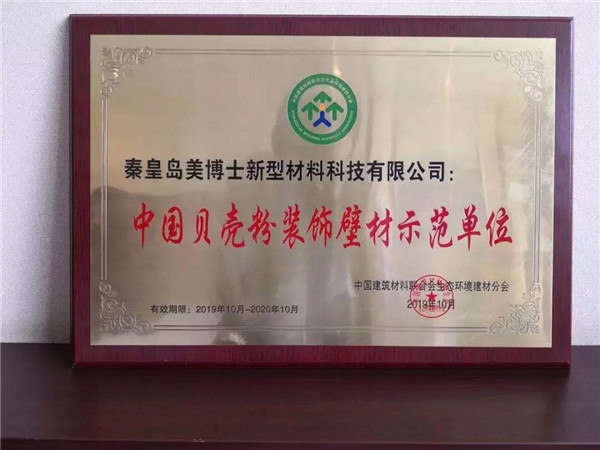 秦皇岛美博士新型材料科技有限公司：
中国贝壳粉装饰壁材示范单位
中国建筑材料联合会生态环境建材分会
有效期限：2019年10月-2020年10月
2019年10月